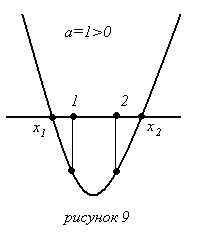 a=1>0
1 2
x₁ x₂
рисунок 9